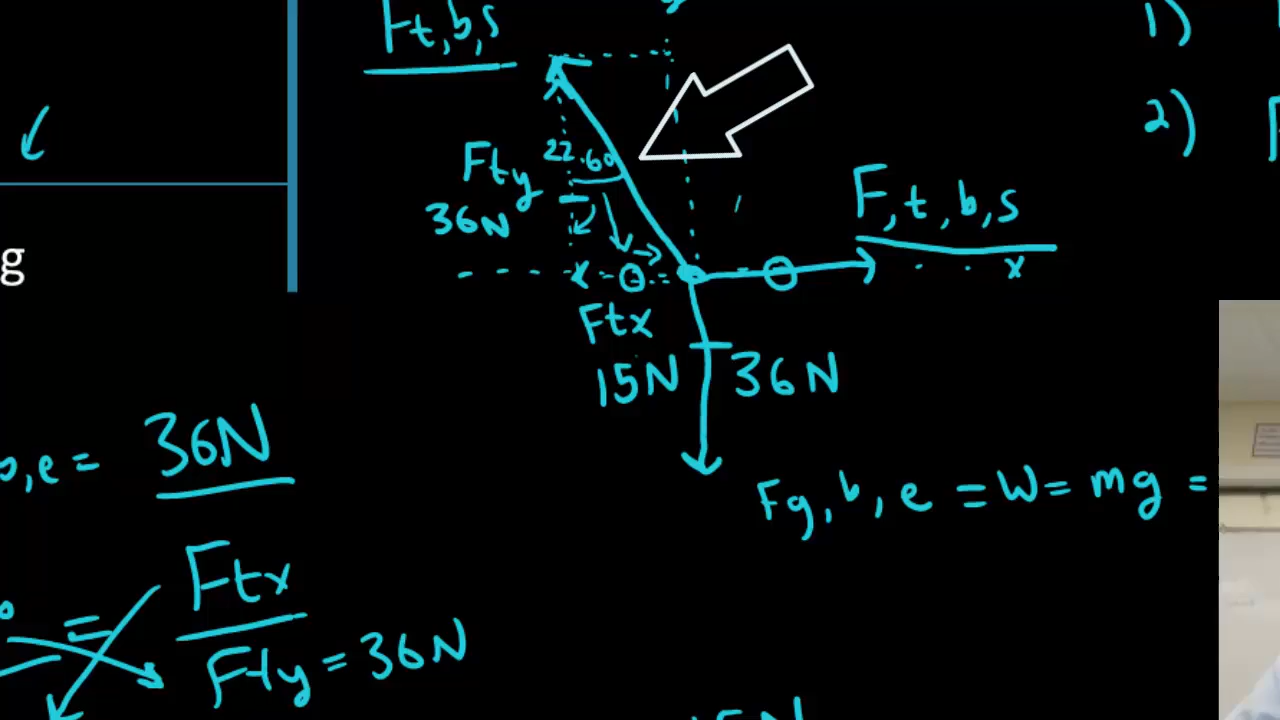 Ft,b,s
1)
2)
22.60
Fty
36N
F,t,b,s
x
g
Ftx
15N
36N
,e = 36N
Fg, b, e = W = mg =
= Ftx
Fty = 36N